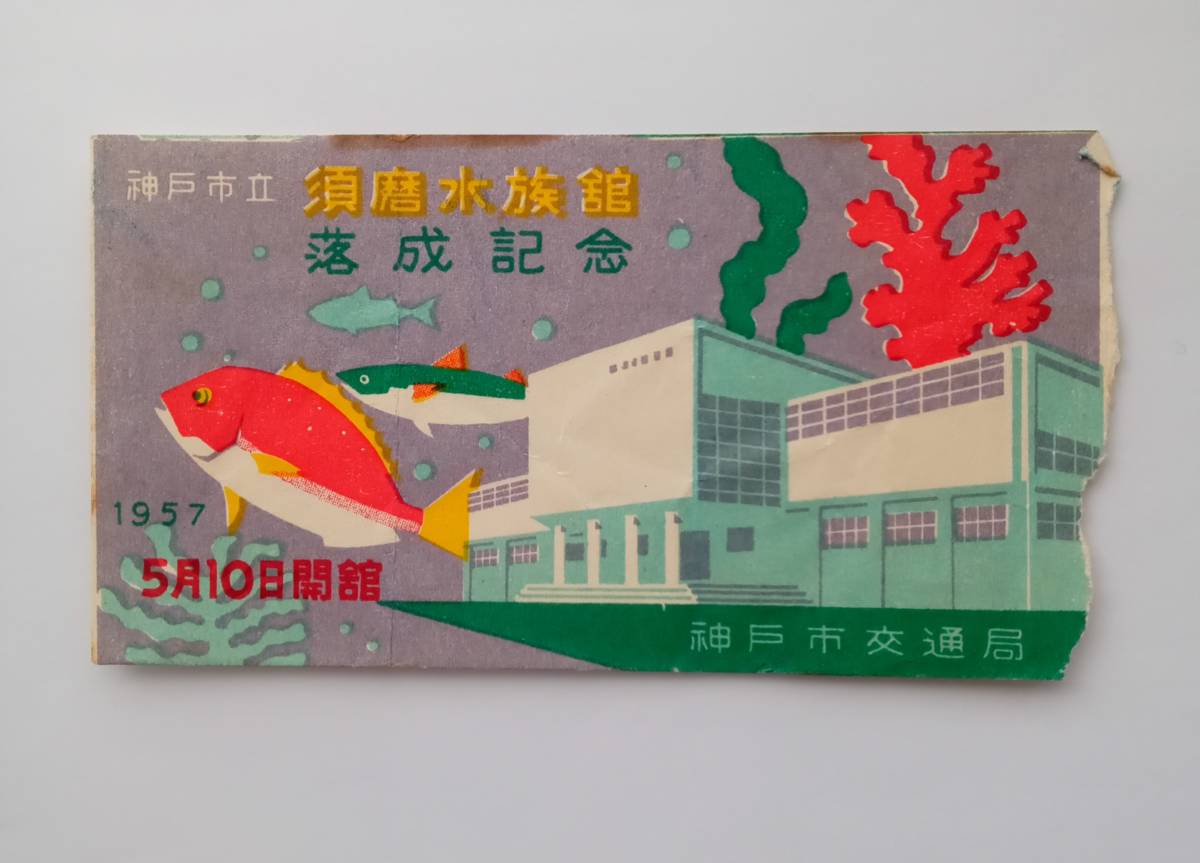 神戸市立 須磨水族館
落成記念
1957
5月10日開館
神戸市交通局